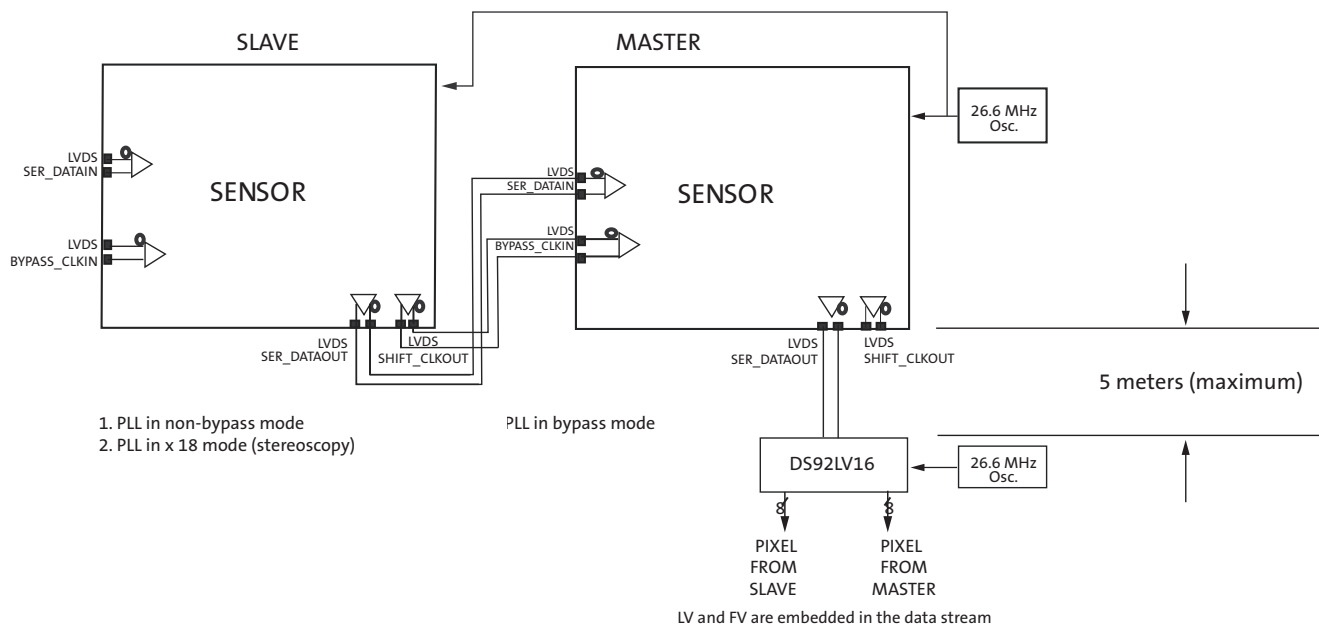 SLAVE
MASTER
26.6 MHz
Osc.
LVDS
SER_DATAIN
SENSOR
LVDS
BYPASS_CLKIN
LVDS
SER_DATAIN
SENSOR
LVDS
BYPASS_CLKIN
LVDS
SER_DATAOUT
LVDS
SHIFT_CLKOUT
LVDS
SER_DATAOUT
LVDS
SHIFT_CLKOUT
5 meters (maximum)
1. PLL in non-bypass mode
2. PLL in x 18 mode (stereoscopy)
PLL in bypass mode
DS92LV16
26.6 MHz
Osc.
8
8
PIXEL
FROM
SLAVE
PIXEL
FROM
MASTER
LV and FV are embedded in the data stream